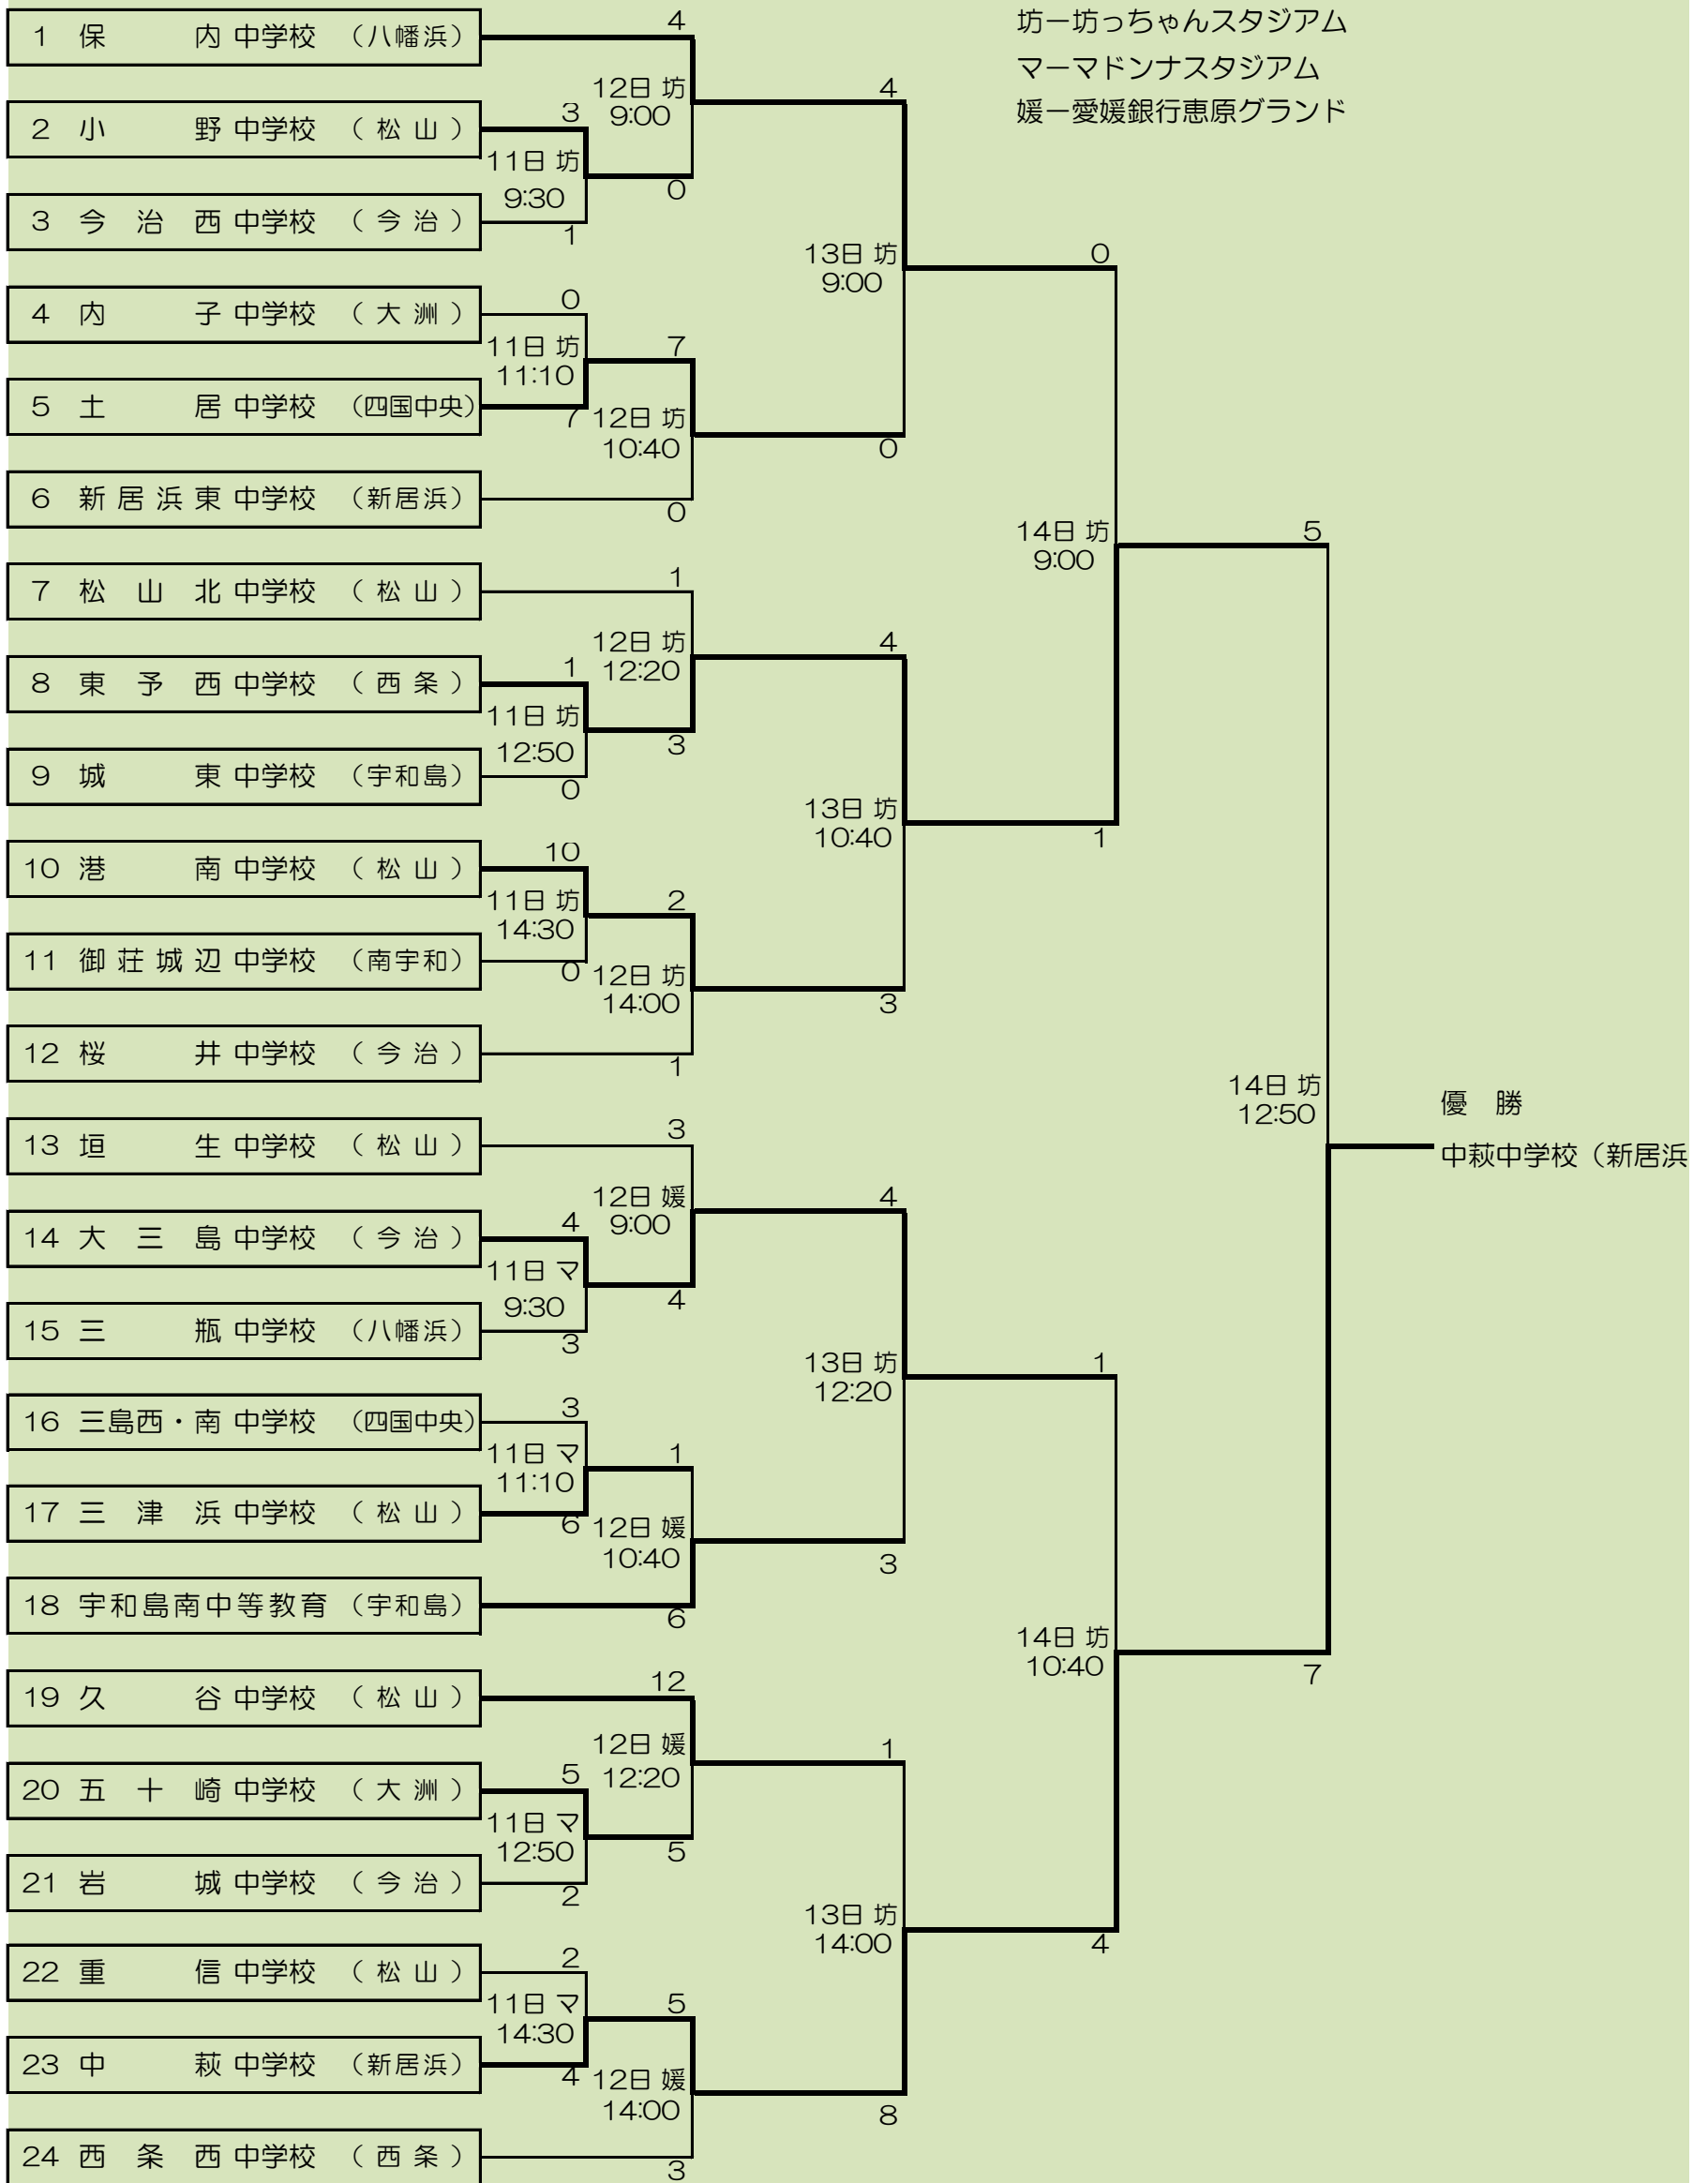 坊ー坊っちゃんスタジアム
マーマドンナスタジアム
媛ー愛媛銀行恵原グランド
1 保 内 中学校 （八幡浜）
4
12日 坊
9:00
4
2 小 野 中学校 （ 松 山 ）
3
11日 坊
9:30
0
3 今 治 西 中学校 （ 今 治 ）
1
13日 坊
9:00
0
4 内 子 中学校 （ 大 洲 ）
0
11日 坊
11:10
7
5 土 居 中学校 （四国中央）
7
12日 坊
10:40
0
6 新 居 浜 東 中学校 （新居浜）
0
14日 坊
9:00
5
7 松 山 北 中学校 （ 松 山 ）
1
12日 坊
12:20
4
8 東 予 西 中学校 （ 西 条 ）
1
11日 坊
12:50
3
9 城 東 中学校 （宇和島）
0
13日 坊
10:40
1
10 港 南 中学校 （ 松 山 ）
10
11日 坊
14:30
2
11 御 荘 城 辺 中学校 （南宇和）
0
12日 坊
14:00
3
12 桜 井 中学校 （ 今 治 ）
1
14日 坊
12:50
優 勝
中萩中学校（新居浜
13 垣 生 中学校 （ 松 山 ）
3
12日 媛
9:00
4
14 大 三 島 中学校 （ 今 治 ）
4
11日 マ
9:30
4
15 三 瓶 中学校 （八幡浜）
3
13日 坊
12:20
1
16 三島西・南 中学校 （四国中央）
3
11日 マ
11:10
1
17 三 津 浜 中学校 （ 松 山 ）
6
12日 媛
10:40
3
18 宇和島南中等教育 （宇和島）
6
14日 坊
10:40
7
19 久 谷 中学校 （ 松 山 ）
12
12日 媛
12:20
1
20 五 十 崎 中学校 （ 大 洲 ）
5
11日 マ
12:50
5
21 岩 城 中学校 （ 今 治 ）
2
13日 坊
14:00
4
22 重 信 中学校 （ 松 山 ）
2
11日 マ
14:30
5
23 中 萩 中学校 （新居浜）
4
12日 媛
14:00
8
24 西 条 西 中学校 （ 西 条 ）
3